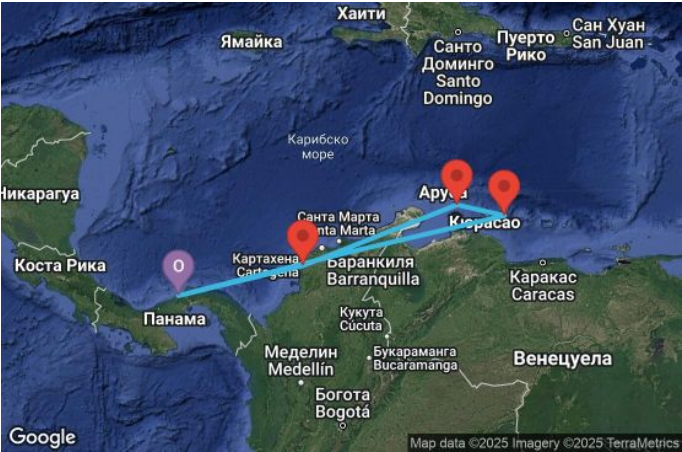 Хаити
Ямайка
Сан Хуан
San Juan
Пуерто
Рико
Санто
Доминго
Santo
Domingo
Карибско
море
Никарагуа
Аруба
Кюрасао
Санта Марта
Santa Marta
Картахена
Cartagena
Баранкиля
Barranquilla
Коста Рика
O
Панама
Каракас
Caracas
Кукута
Cúcuta
Букараманга
Bucaramanga
Меделин
Medellín
Венецуела
Богота
Bogotá
Google
Map data ©2025 Imagery ©2025 TerraMetrics